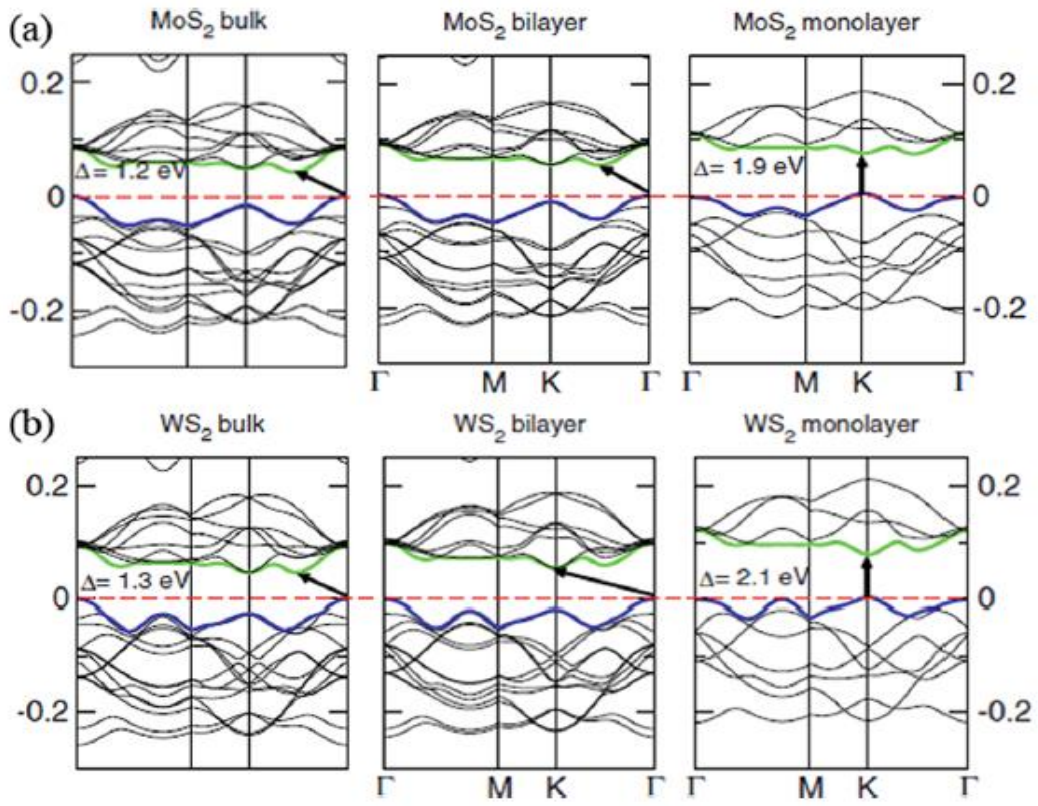 (a)
MoS2 bulk
MoS2 bilayer
MoS2 monolayer
0.2
0.2
Δ= 1.2 eV
Δ= 1.9 eV
0
0
-0.2
-0.2
Γ M K Γ
Γ M K Γ
(b)
WS2 bulk
WS2 bilayer
WS2 monolayer
0.2
0.2
Δ= 1.3 eV
Δ= 2.1 eV
0
0
-0.2
-0.2
Γ M K Γ
Γ M K Γ